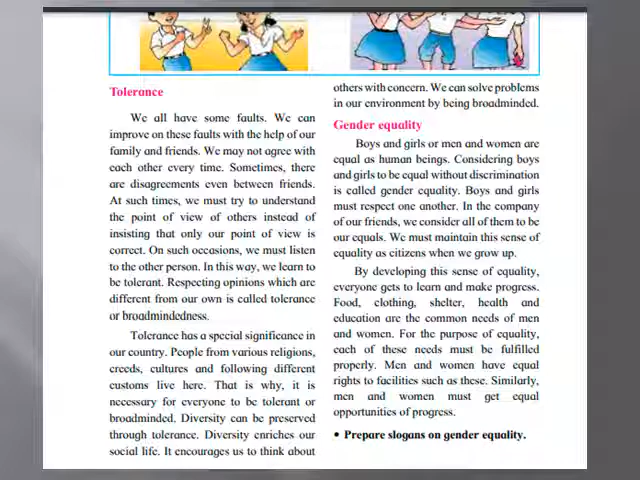 Tolerance
We all have some faults. We can
improve on these faults with the help of our
family and friends. We may not agree with
each other every time. Sometimes, there
are disagreements even between friends.
At such times, we must try to understand
the point of view of others instead of
insisting that only our point of view is
correct. On such occasions, we must listen
to the other person. In this way, we learn to
be tolerant. Respecting opinions which are
different from our own is called tolerance
or broadmindedness.
Tolerance has a special significance in
our country. People from various religions,
creeds, cultures and following different
customs live here. That is why, it is
necessary for everyone to be tolerant or
broadminded. Diversity can be preserved
through tolerance. Diversity enriches our
social life. It encourages us to think about
others with concern. We can solve problems
in our environment by being broadminded.
Gender equality
Boys and girls or men and women are
equal as human beings. Considering boys
and girls to be equal without discrimination
is called gender equality. Boys and girls
must respect one another. In the company
of our friends, we consider all of them to be
our equals. We must maintain this sense of
equality as citizens when we grow up.
By developing this sense of equality,
everyone gets to learn and make progress.
Food, clothing, shelter, health and
education are the common needs of men
and women. For the purpose of equality,
each of these needs must be fulfilled
properly. Men and women have equal
rights to facilities such as these. Similarly,
men and women must get equal
opportunities of progress.
• Prepare slogans on gender equality.